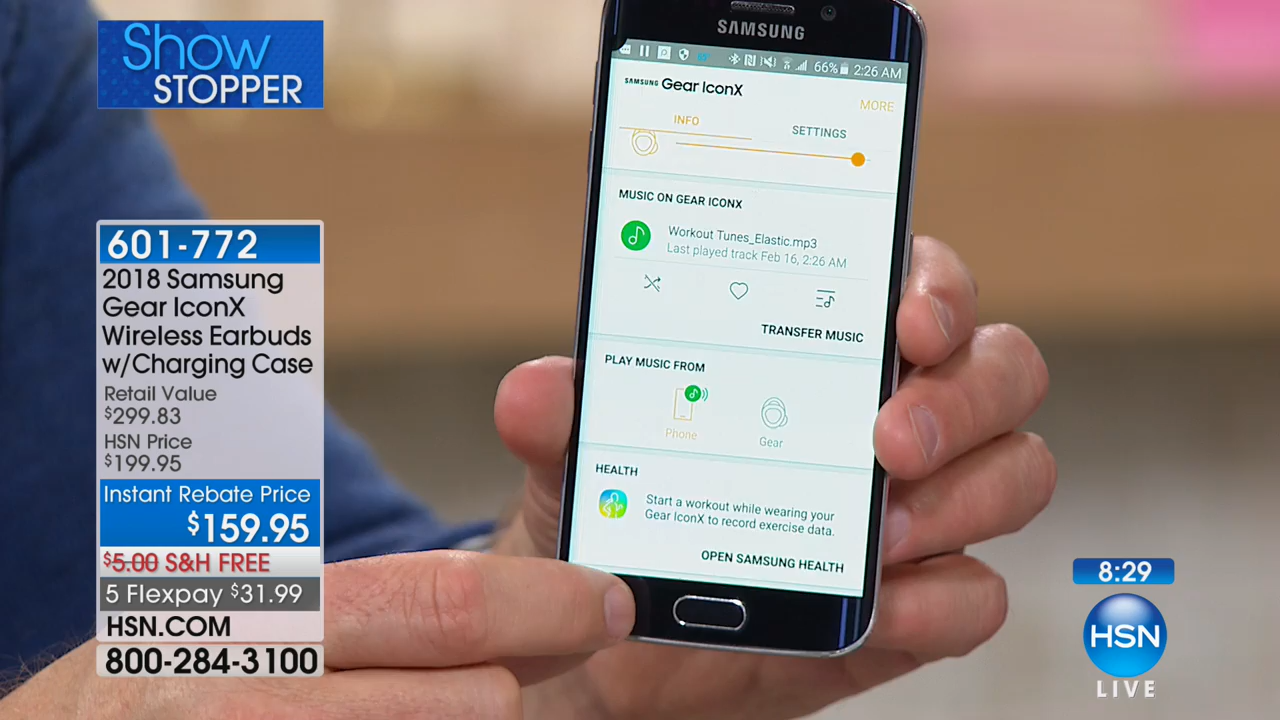 Show
STOPPER
601-772
2018 Samsung
Gear IconX
Wireless Earbuds
w/Charging Case
Retail Value
$299.83
HSN Price
$199.95
Instant Rebate Price
$159.95
$5.00 S&H FREE
5 Flexpay $31.99
HSN.COM
800-284-3100
SAMSUNG
66% 2:26 AM
SAMSUNG Gear IconX
MORE
INFO
SETTINGS
MUSIC ON GEAR ICONX
Workout Tunes_Elastic.mp3
Last played track Feb 16, 2:26 AM
TRANSFER MUSIC
PLAY MUSIC FROM
Phone
Gear
HEALTH
Start a workout while wearing your
Gear IconX to record exercise data.
OPEN SAMSUNG HEALTH
8:29
HSN
LIVE